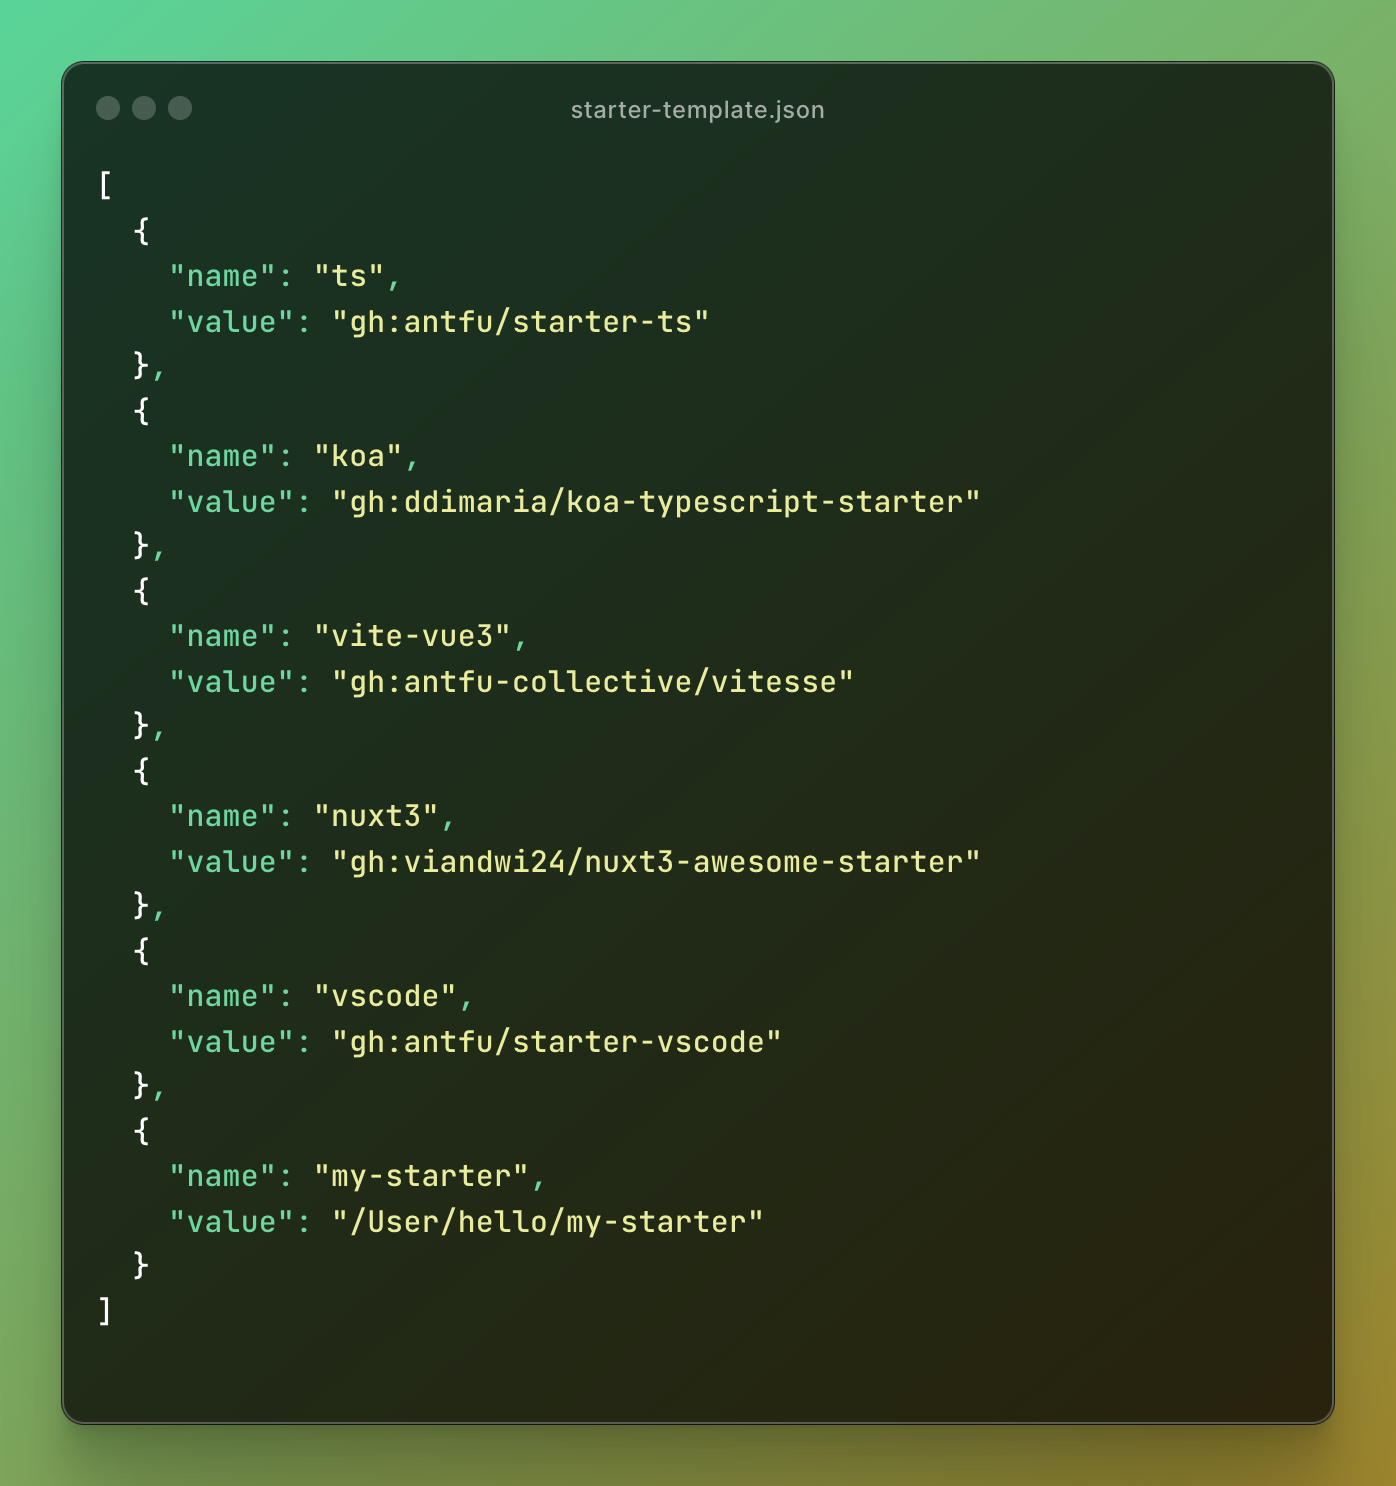 starter-template.json
[
  {
    "name": "ts",
    "value": "gh:antfu/starter-ts"
  },
  {
    "name": "koa",
    "value": "gh:ddimaria/koa-typescript-starter"
  },
  {
    "name": "vite-vue3",
    "value": "gh:antfu-collective/vitesse"
  },
  {
    "name": "nuxt3",
    "value": "gh:viandwi24/nuxt3-awesome-starter"
  },
  {
    "name": "vscode",
    "value": "gh:antfu/starter-vscode"
  },
  {
    "name": "my-starter",
    "value": "/User/hello/my-starter"
  }
]